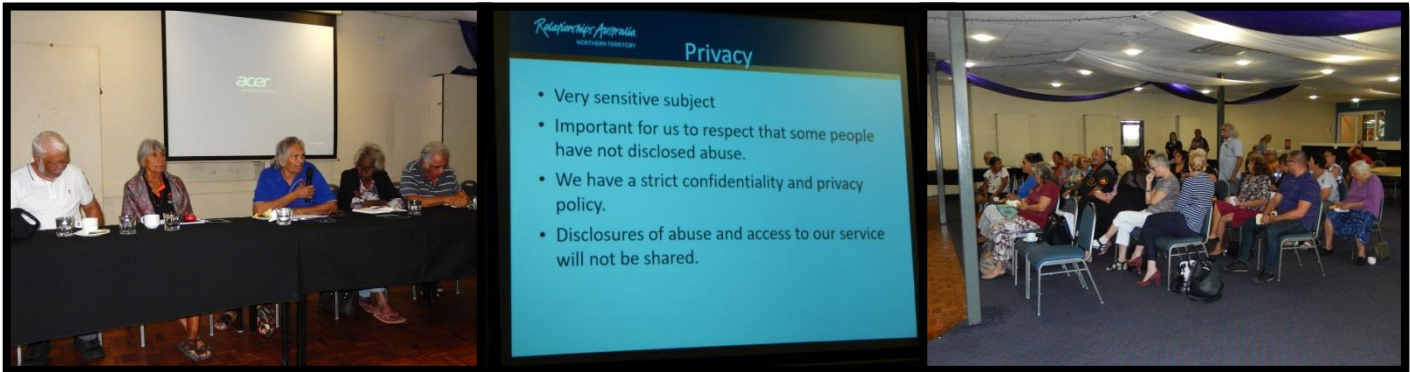 acer
Relationships Australia
NORTHERN TERRITORY
Privacy
• Very sensitive subject
• Important for us to respect that some people
have not disclosed abuse.
• We have a strict confidentiality and privacy
policy.
• Disclosures of abuse and access to our service
will not be shared.